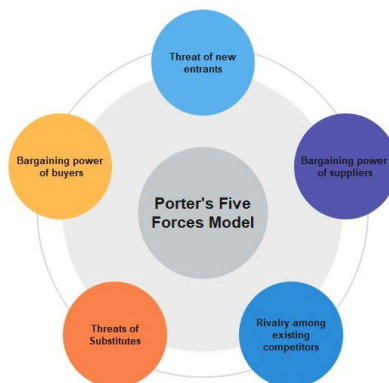 Threat of new
entrants
Bargaining power
of buyers
Bargaining power
of suppliers
Porter's Five
Forces Model
Threats of
Substitutes
Rivalry among
existing
competitors